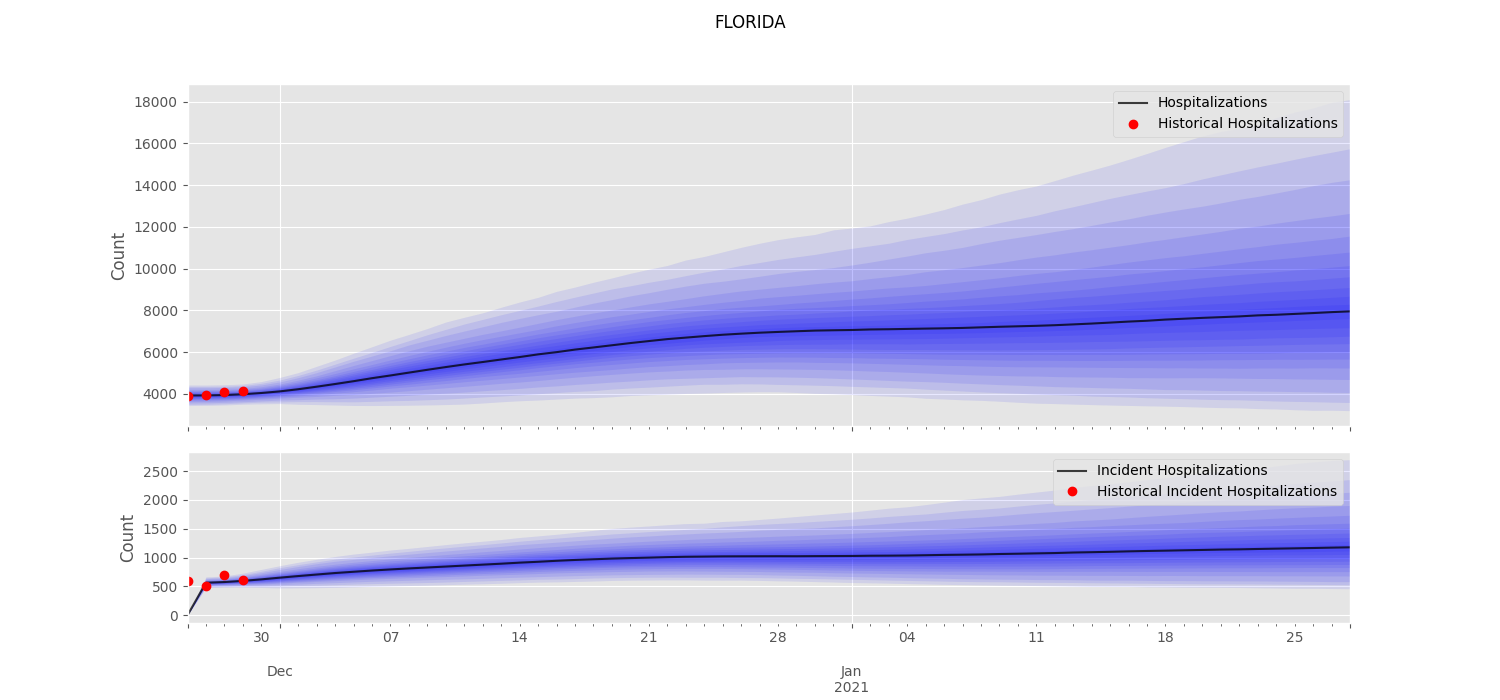 FLORIDA
18000
16000
14000
12000
10000
8000
6000
4000
Count
Hospitalizations
Historical Hospitalizations
2500
2000
1500
1000
500
0
Count
Incident Hospitalizations
Historical Incident Hospitalizations
30 07 14 21 28 04 11 18 25
Dec Jan
2021